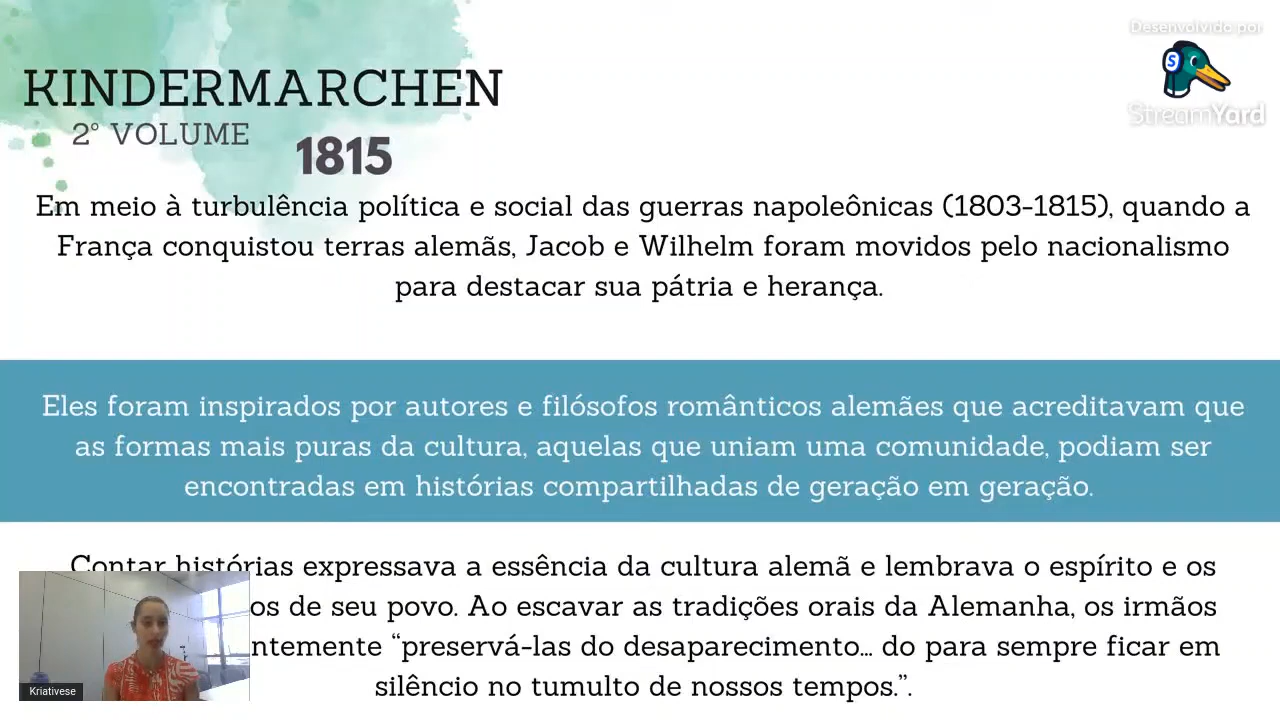 Desenvolvido por
StreamYard
KINDERMARCHEN
2° VOLUME
1815
Em meio à turbulência política e social das guerras napoleônicas (1803-1815), quando a
França conquistou terras alemãs, Jacob e Wilhelm foram movidos pelo nacionalismo
para destacar sua pátria e herança.
Eles foram inspirados por autores e filósofos românticos alemães que acreditavam que
as formas mais puras da cultura, aquelas que uniam uma comunidade, podiam ser
encontradas em histórias compartilhadas de geração em geração.
Contar histórias expressava a essência da cultura alemã e lembrava o espírito e os
de seu povo. Ao escavar as tradições orais da Alemanha, os irmãos
“preservá-las do desaparecimento... do para sempre ficar em
silêncio no tumulto de nossos tempos.”.
Kriativese